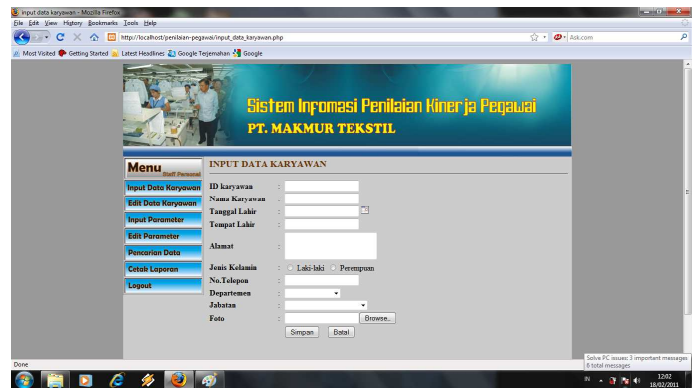 input data karyawan - Mozilla Firefox
File Edit View History Bookmarks Tools Help
http://localhost/penilaian-pegawai/input_data_karyawan.php
Ask.com
Most Visited Getting Started Latest Headlines Google Terjemahan Google
Sistem Infromasi Penilaian Kinerja Pegawai
PT. MAKMUR TEKSTIL
Menu
Staff Personal
Input Data Karyawan
Edit Data Karyawan
Input Parameter
Edit Parameter
Pencarian Data
Cetak Laporan
Logout
INPUT DATA KARYAWAN
ID karyawan :
Nama Karyawan :
Tanggal Lahir :
Tempat Lahir :
Alamat :
Jenis Kelamin : Laki-laki Perempuan
No.Telepon :
Departemen :
Jabatan :
Foto : Browse..
Simpan Batal
Solve PC issues: 3 important messages
6 total messages
Done
IN
12:02
18/02/2011